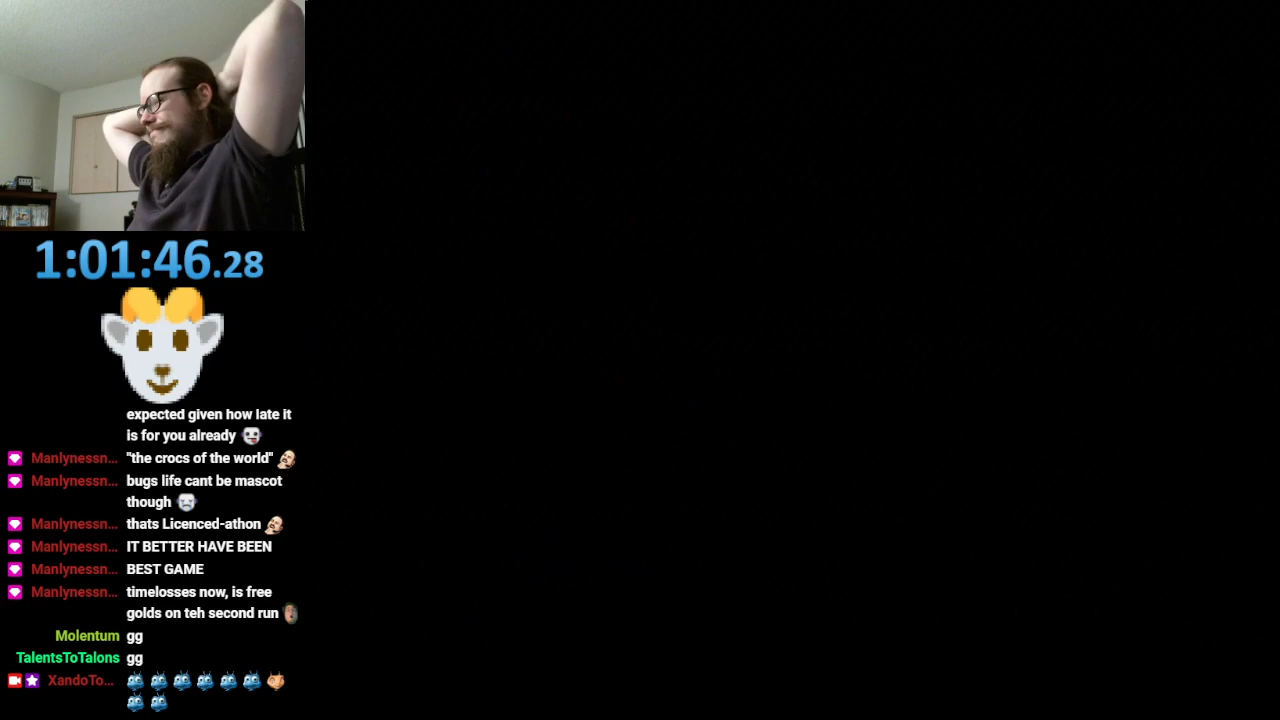 1:01:46.28
expected given how late it
is for you already
Manlynessn... "the crocs of the world"
Manlynessn... bugs life cant be mascot
though
Manlynessn... thats Licenced-athon
Manlynessn... IT BETTER HAVE BEEN
Manlynessn... BEST GAME
Manlynessn... timelosses now, is free
golds on teh second run
Molentum gg
TalentsToTalons gg
XandoTo...